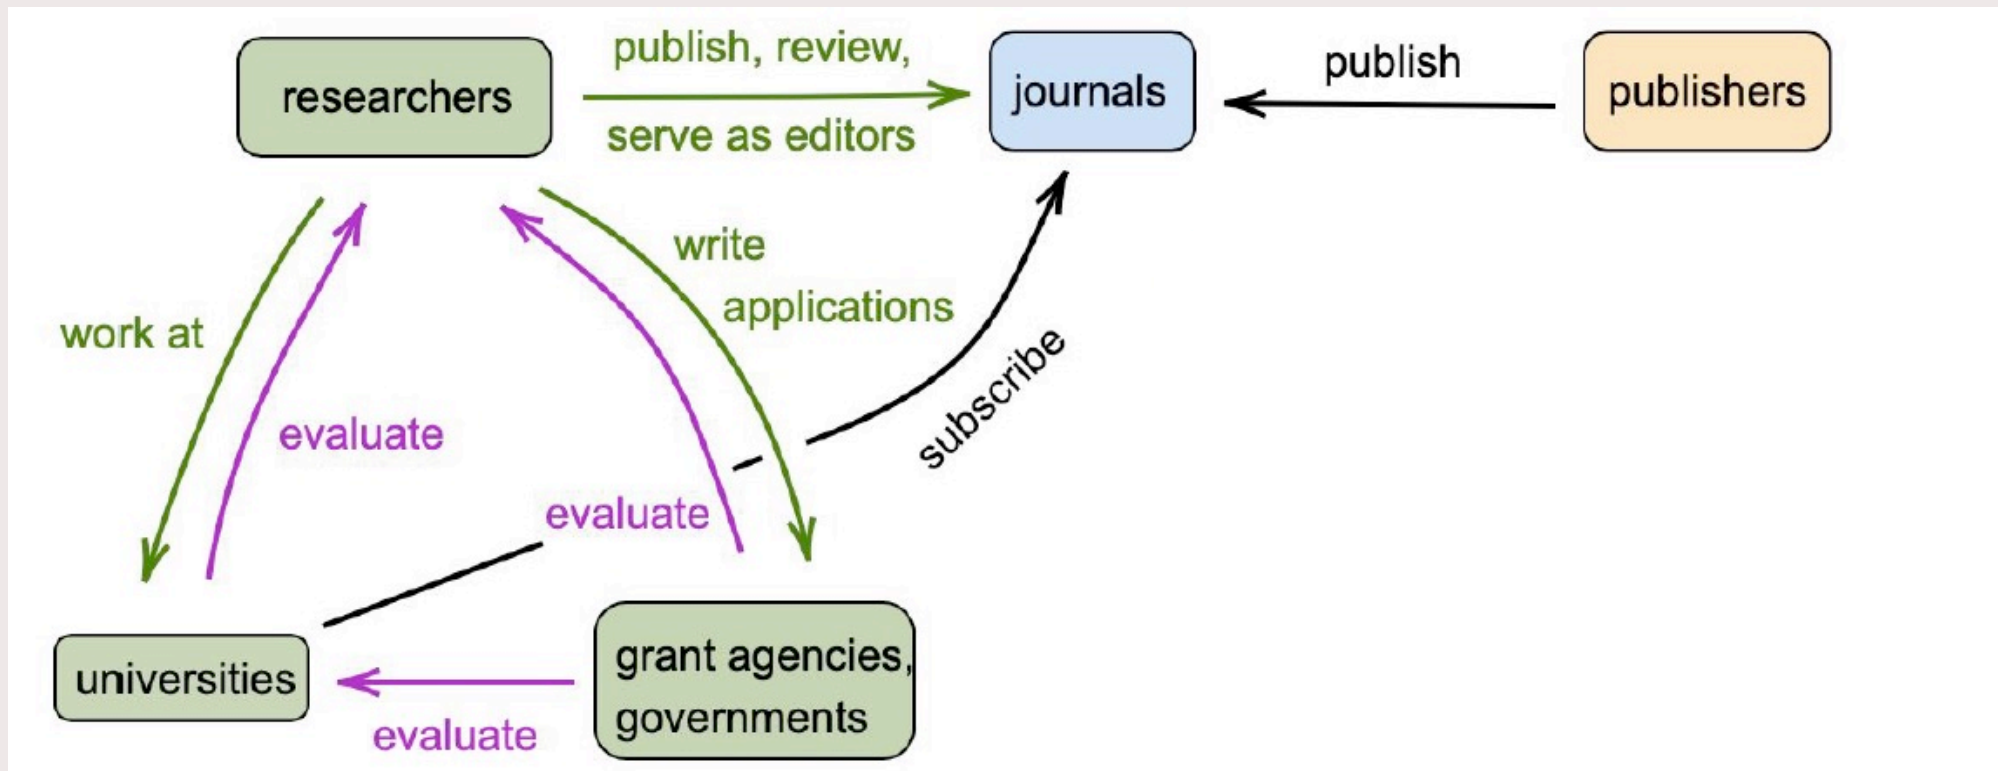 publish, review,
researchers
journals
publish
publishers
serve as editors
write
applications
work at
subscribe
evaluate
evaluate
universities
grant agencies,
governments
evaluate